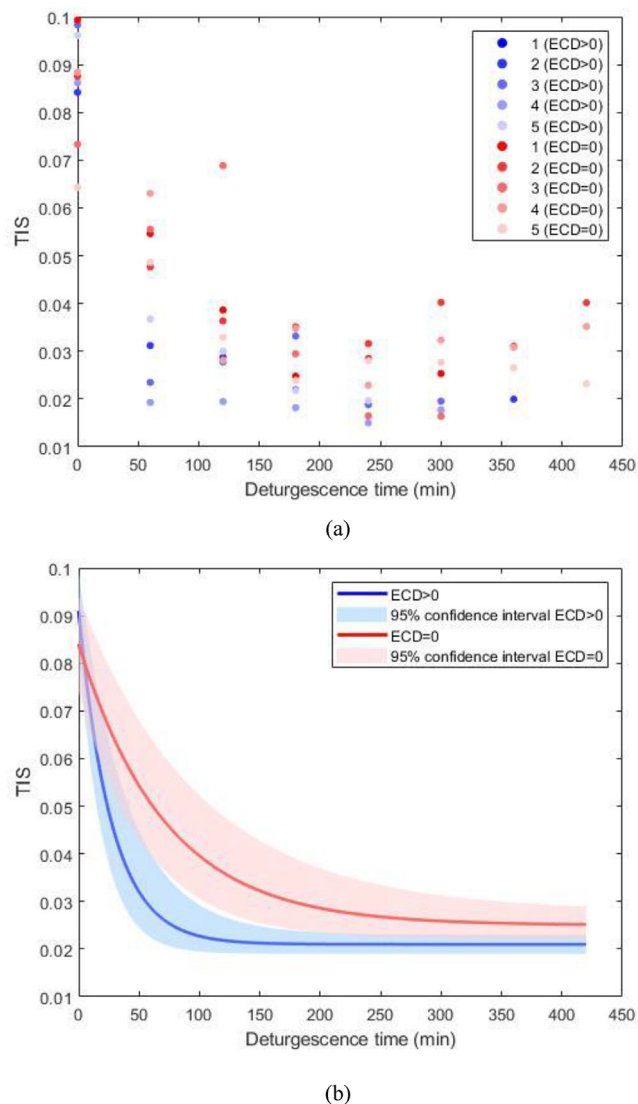 0.1
0.09
0.08
0.07
0.06
0.05
0.04
0.03
0.02
0.01
TIS
0 50 100 150 200 250 300 350 400 450
Deturgescence time (min)
1 (ECD>0)
2 (ECD>0)
3 (ECD>0)
4 (ECD>0)
5 (ECD>0)
1 (ECD=0)
2 (ECD=0)
3 (ECD=0)
4 (ECD=0)
5 (ECD=0)
(a)
0.1
0.09
0.08
0.07
0.06
0.05
0.04
0.03
0.02
0.01
TIS
0 50 100 150 200 250 300 350 400 450
Deturgescence time (min)
ECD>0
95% confidence interval ECD>0
ECD=0
95% confidence interval ECD=0
(b)